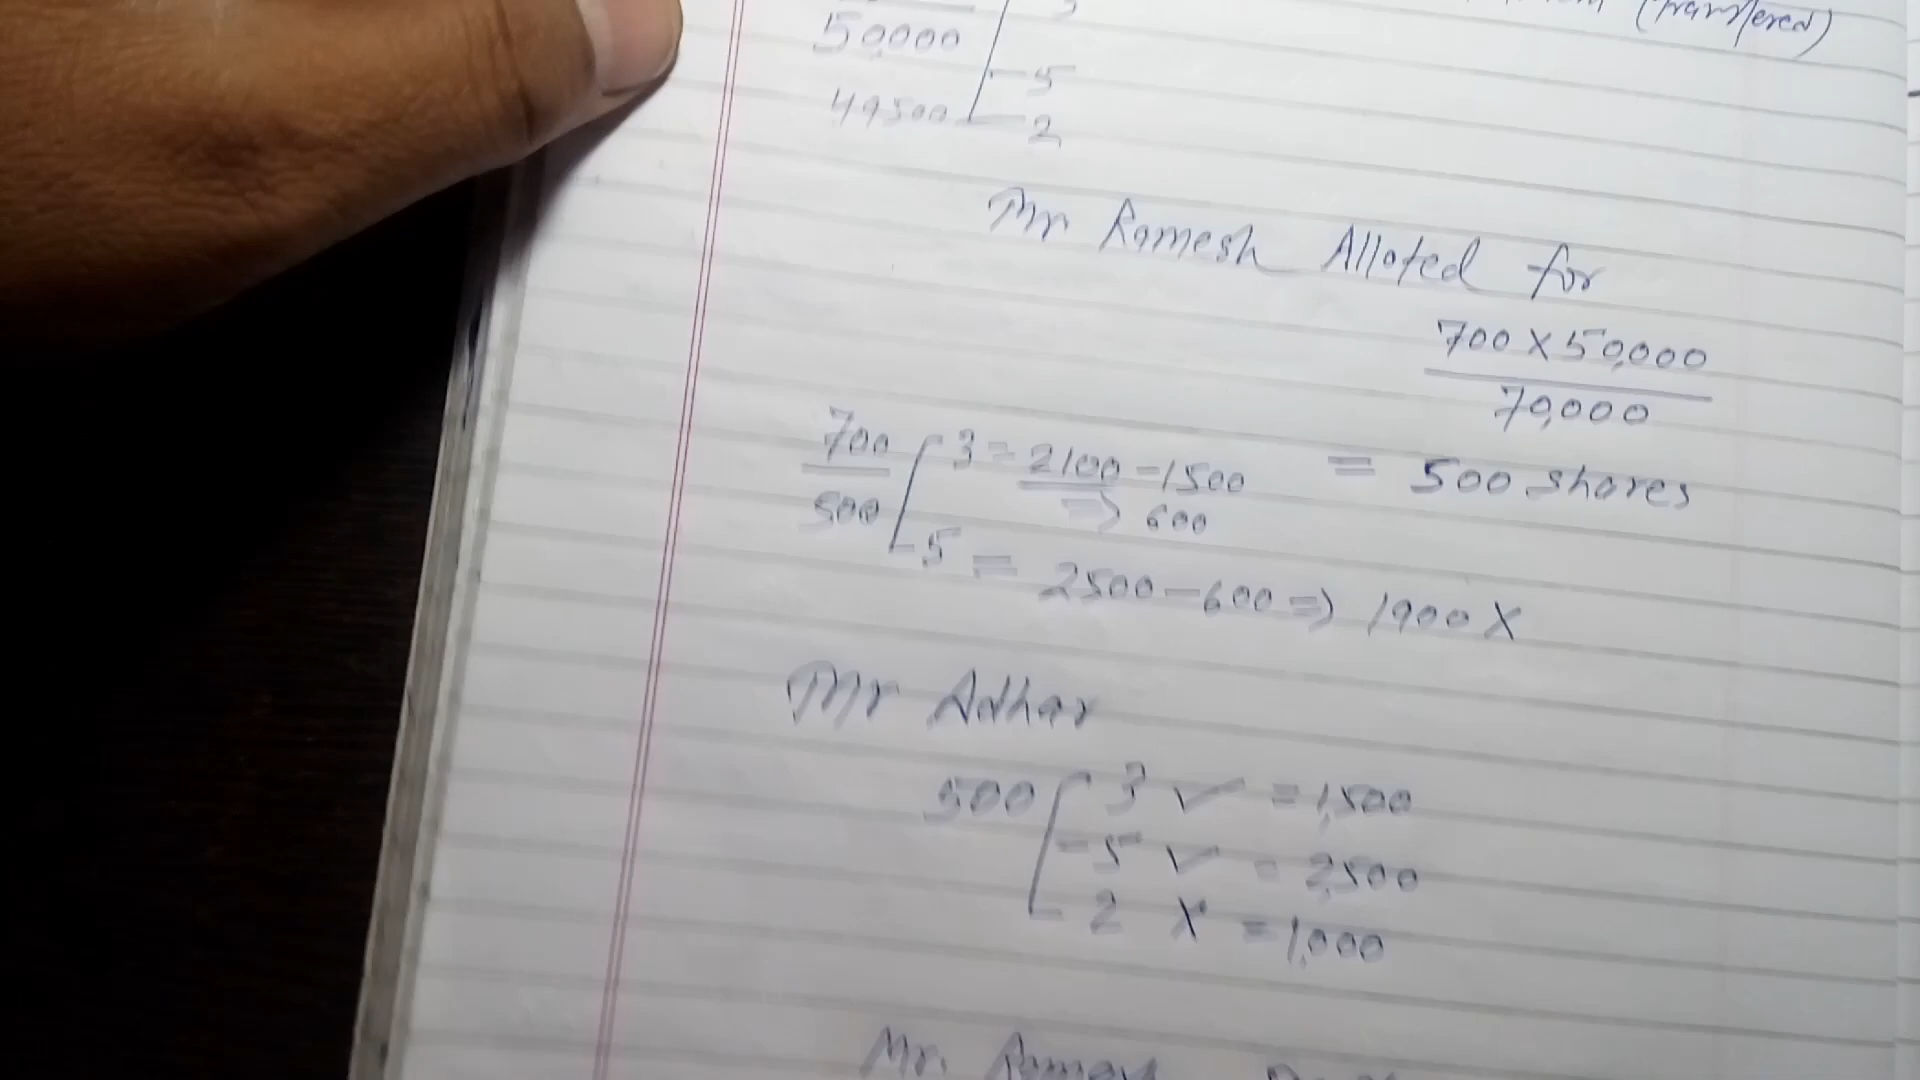 (transferred)
50,000
5
49500
2
Mr Ramesh Alloted for
700 X 50,000
70,000
700 3 = 2100 - 1500
= 500 shares
500 => 600
5 = 2500 - 600 => 1900 X
Mr Adhar
500 3 ✓ = 1,500
5 ✓ = 2,500
2 X = 1,000
Mr.